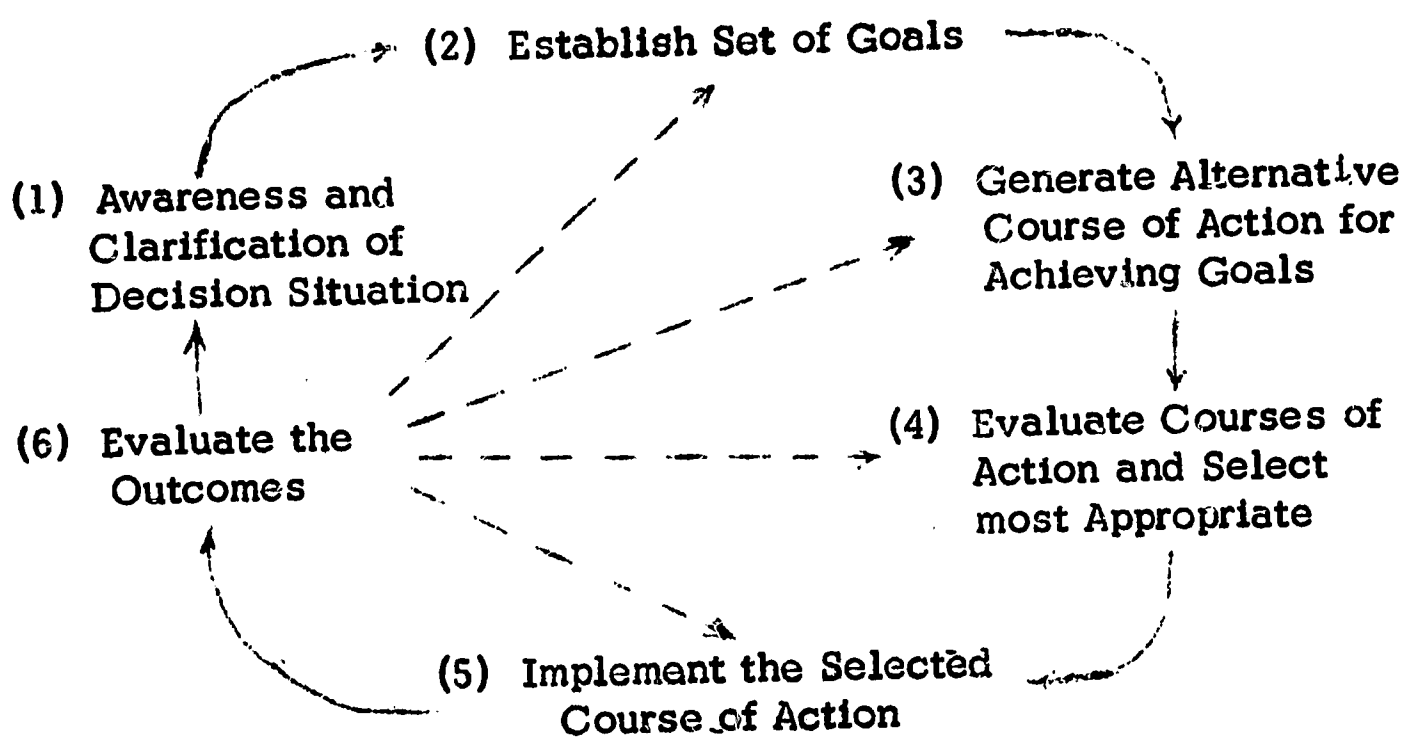 (2) Establish Set of Goals
(1) Awareness and
Clarification of
Decision Situation
(3) Generate Alternative
Course of Action for
Achieving Goals
(4) Evaluate Courses of
Action and Select
most Appropriate
(6) Evaluate the
Outcomes
(5) Implement the Selected
Course of Action